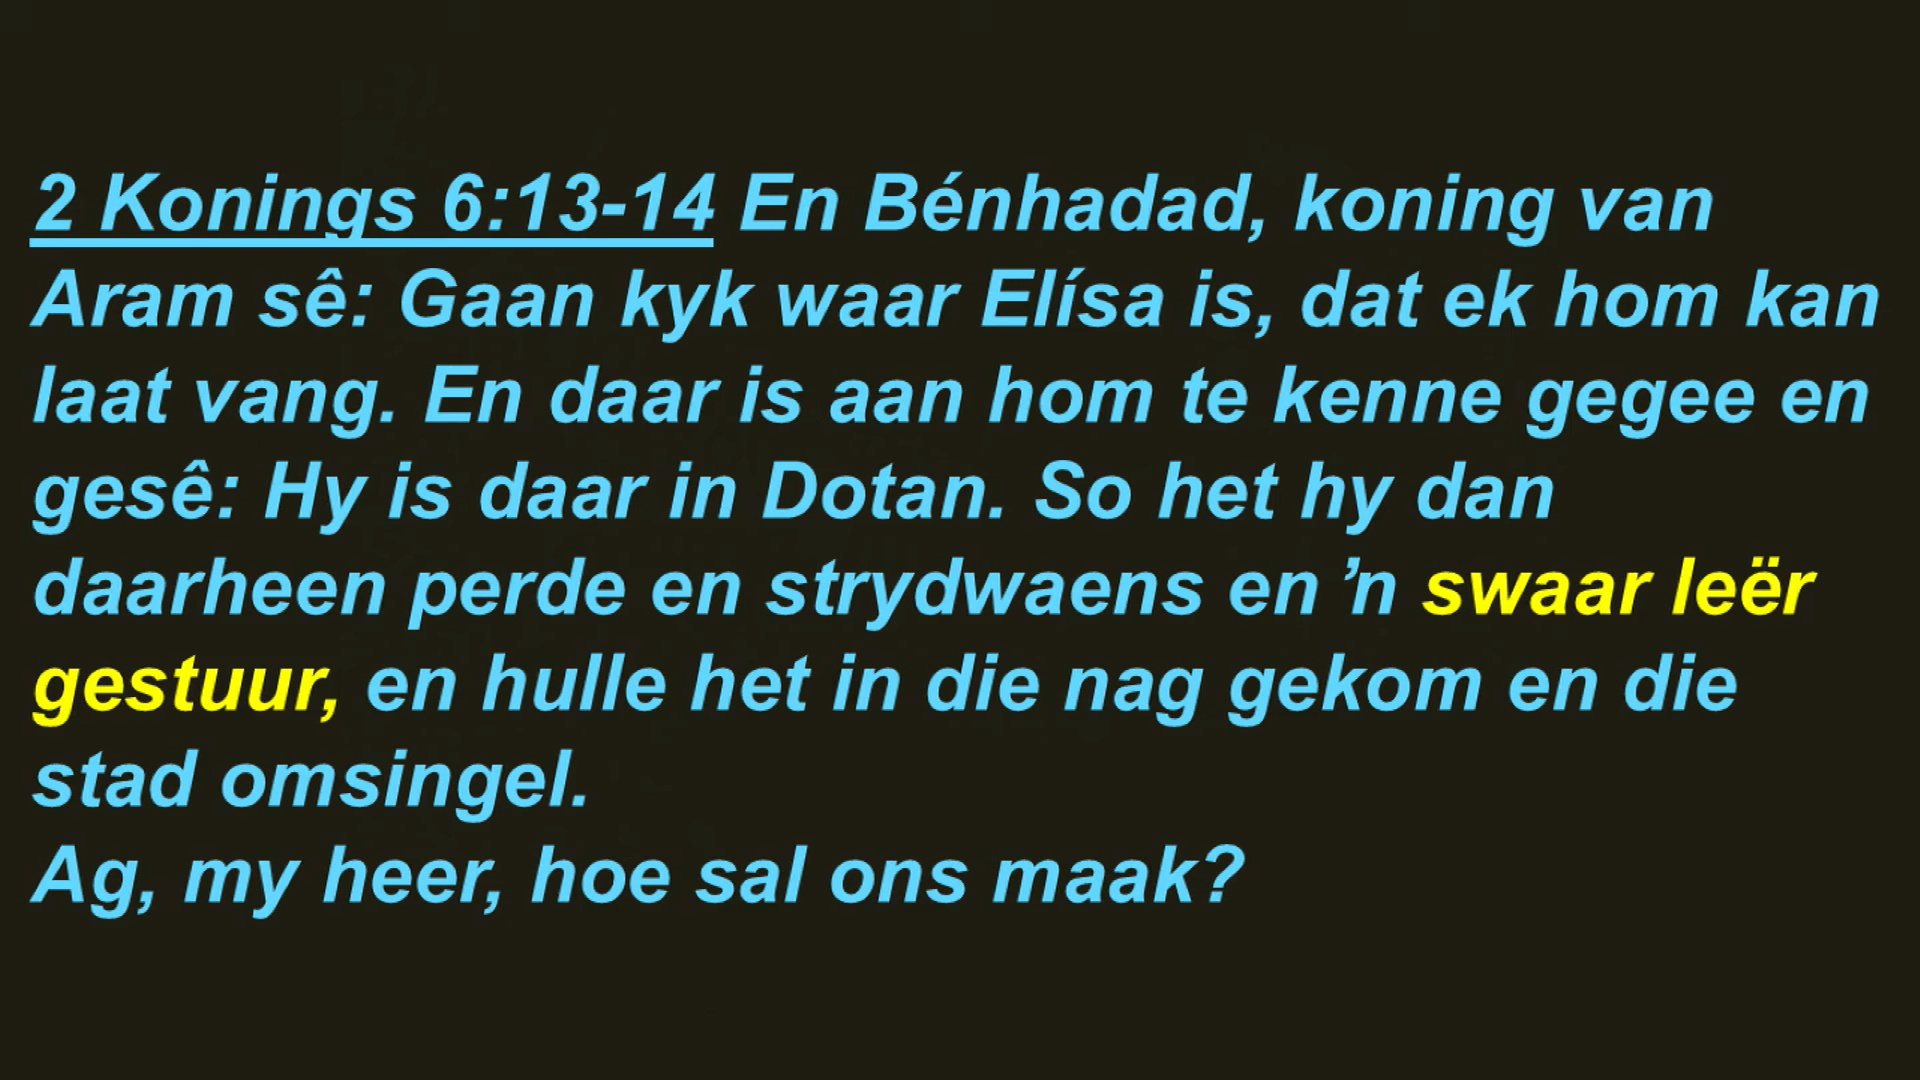 2 Konings 6:13-14 En Bénhadad, koning van
Aram sê: Gaan kyk waar Elísa is, dat ek hom kan
laat vang. En daar is aan hom te kenne gegee en
gesê: Hy is daar in Dotan. So het hy dan
daarheen perde en strydwaens en ’n swaar leër
gestuur, en hulle het in die nag gekom en die
stad omsingel.
Ag, my heer, hoe sal ons maak?